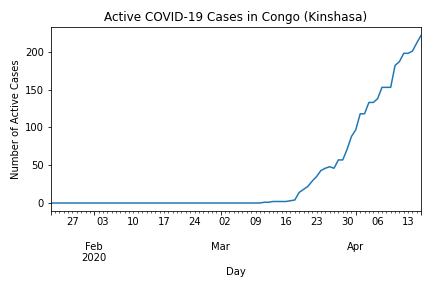 Active COVID-19 Cases in Congo (Kinshasa)
Number of Active Cases
200
150
100
50
0
27 03 10 17 24 02 09 16 23 30 06 13
Feb Mar Apr
2020
Day